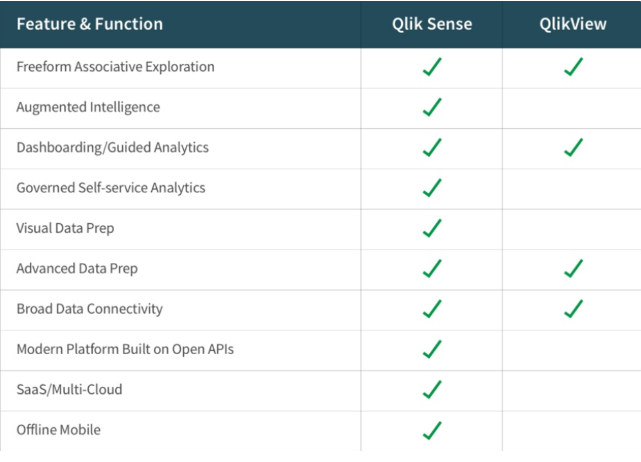 Feature & Function Qlik Sense QlikView
Freeform Associative Exploration ✓ ✓
Augmented Intelligence ✓
Dashboarding/Guided Analytics ✓ ✓
Governed Self-service Analytics ✓
Visual Data Prep ✓
Advanced Data Prep ✓ ✓
Broad Data Connectivity ✓ ✓
Modern Platform Built on Open APIs ✓
SaaS/Multi-Cloud ✓
Offline Mobile ✓